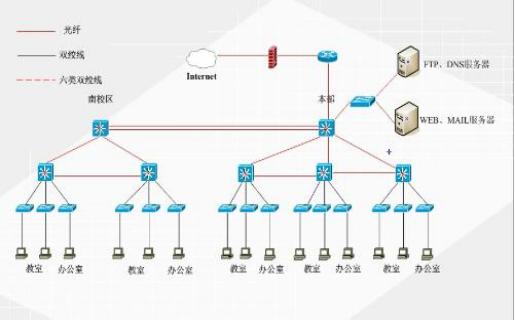 光纤
双绞线
六类双绞线
Internet
南校区
本部
FTP、DNS服务器
WEB、MAIL服务器
教室
办公室
教室
办公室
教室
办公室
教室
办公室
教室
办公室